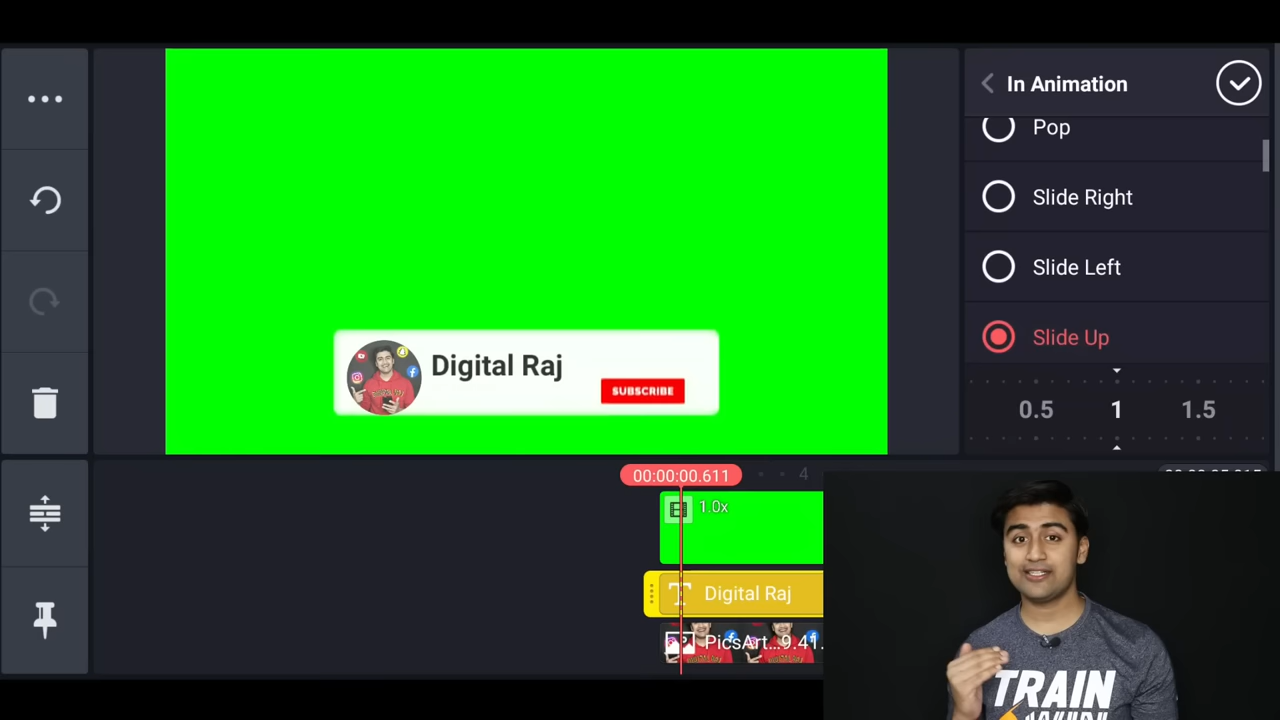 In Animation
Pop
Slide Right
Slide Left
Slide Up
0.5 1 1.5
Digital Raj
SUBSCRIBE
00:00:00.611
4
1.0x
Digital Raj
PicsArt...9.41.
TRAIN